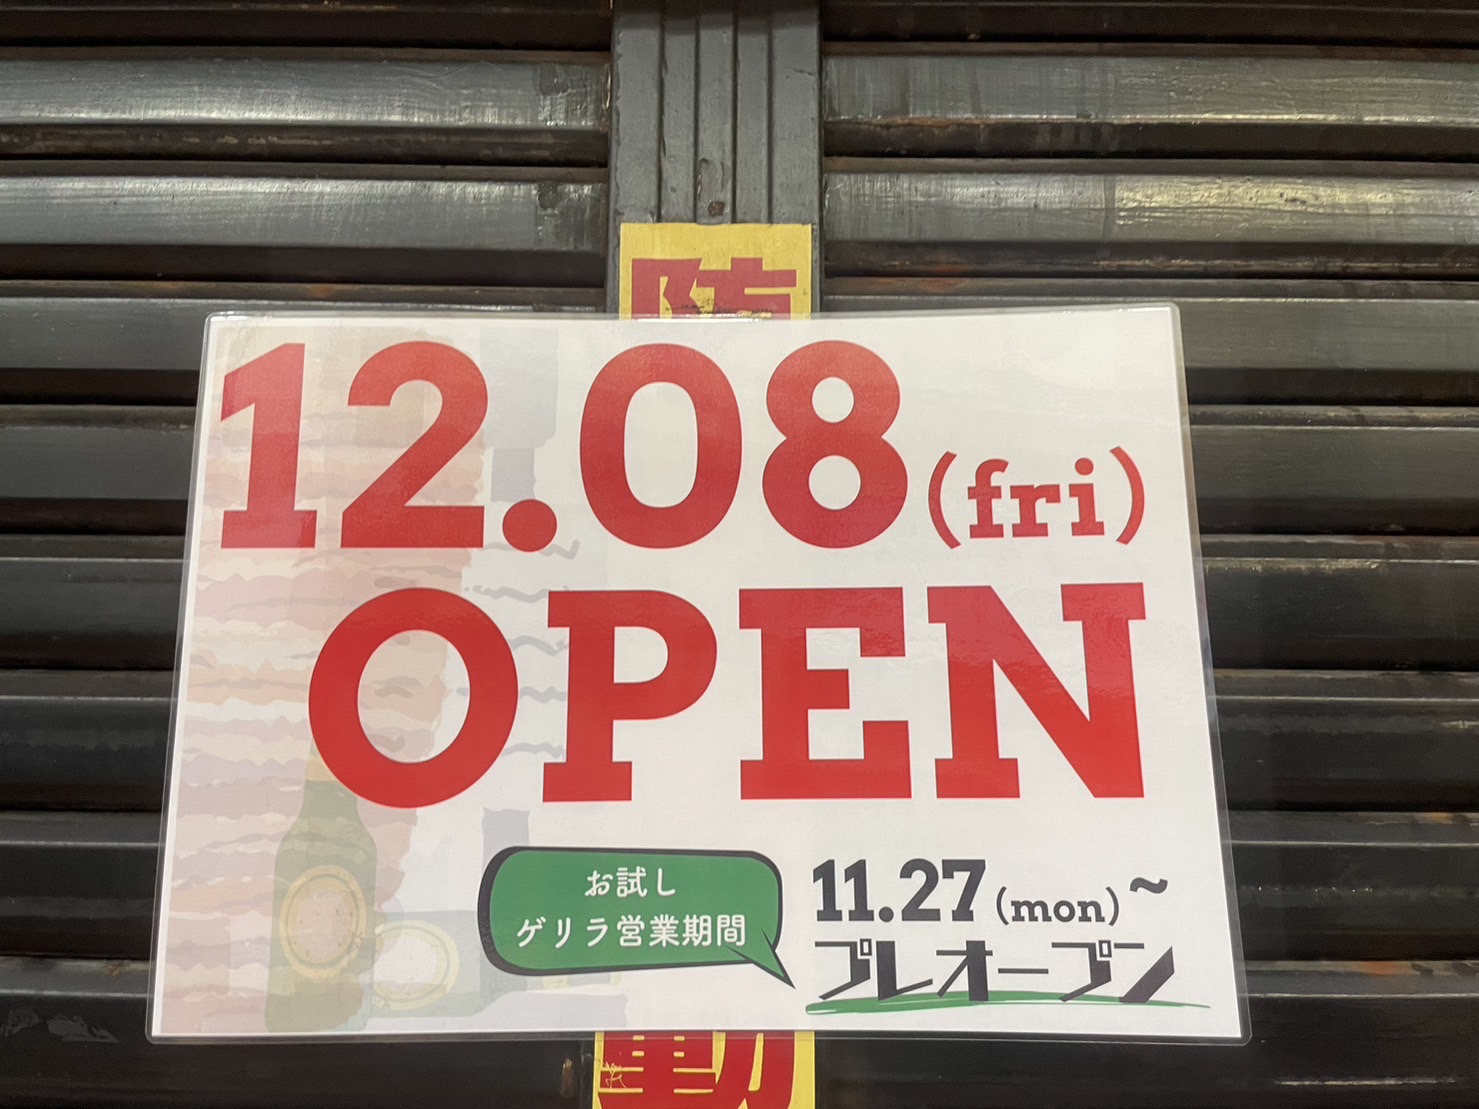 12.08(fri)
OPEN
お試し
ゲリラ営業期間
11.27(mon)~
プレオープン
動